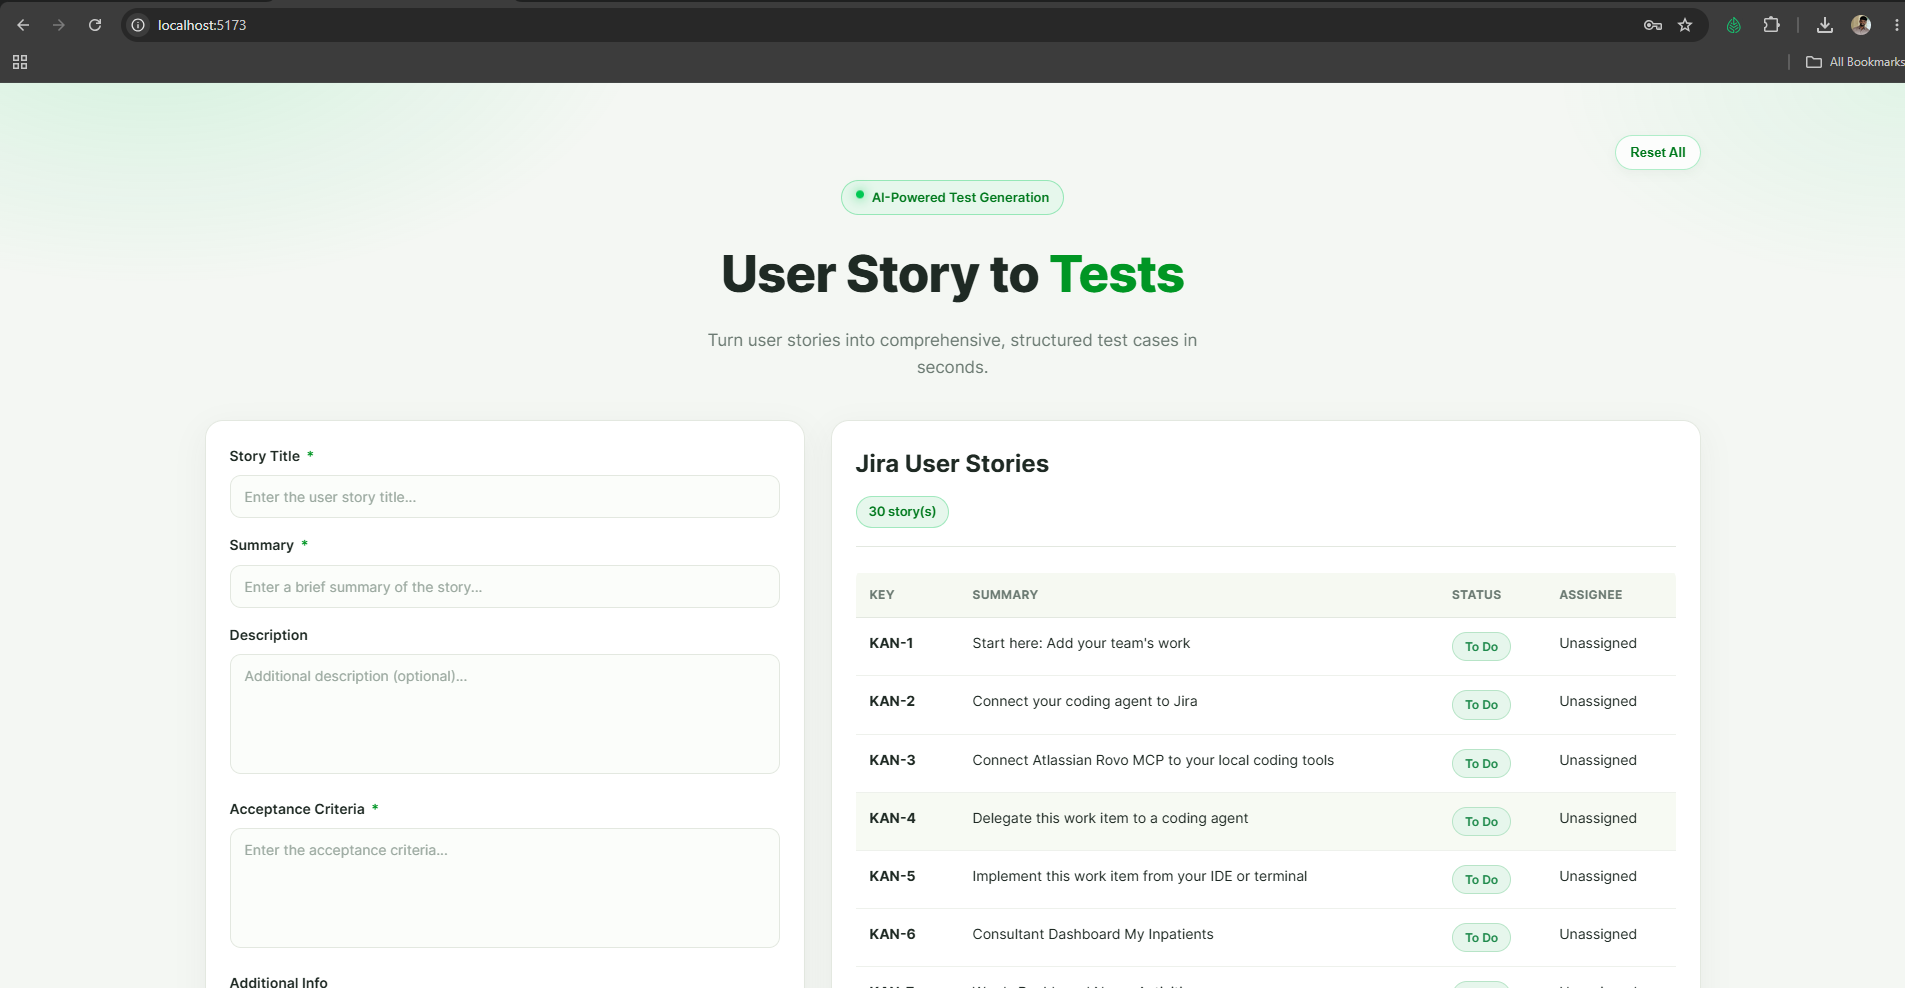 localhost:5173
All Bookmarks
Reset All
AI-Powered Test Generation
User Story to Tests
Turn user stories into comprehensive, structured test cases in
seconds.
Story Title *
Enter the user story title...
Summary *
Enter a brief summary of the story...
Description
Additional description (optional)...
Acceptance Criteria *
Enter the acceptance criteria...
Additional Info
Jira User Stories
30 story(s)
KEY SUMMARY STATUS ASSIGNEE
KAN-1 Start here: Add your team's work To Do Unassigned
KAN-2 Connect your coding agent to Jira To Do Unassigned
KAN-3 Connect Atlassian Rovo MCP to your local coding tools To Do Unassigned
KAN-4 Delegate this work item to a coding agent To Do Unassigned
KAN-5 Implement this work item from your IDE or terminal To Do Unassigned
KAN-6 Consultant Dashboard My Inpatients To Do Unassigned